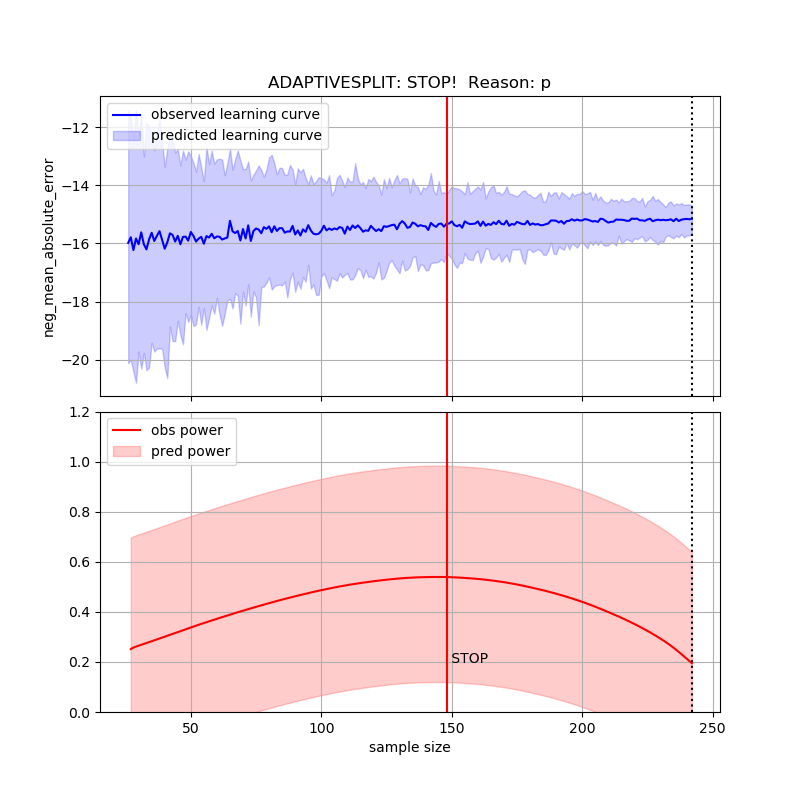 ADAPTIVESPLIT: STOP!  Reason: p
observed learning curve
predicted learning curve
neg_mean_absolute_error
−12
−14
−16
−18
−20
obs power
pred power
1.2
1.0
0.8
0.6
0.4
0.2
0.0
STOP
50
100
150
200
250
sample size